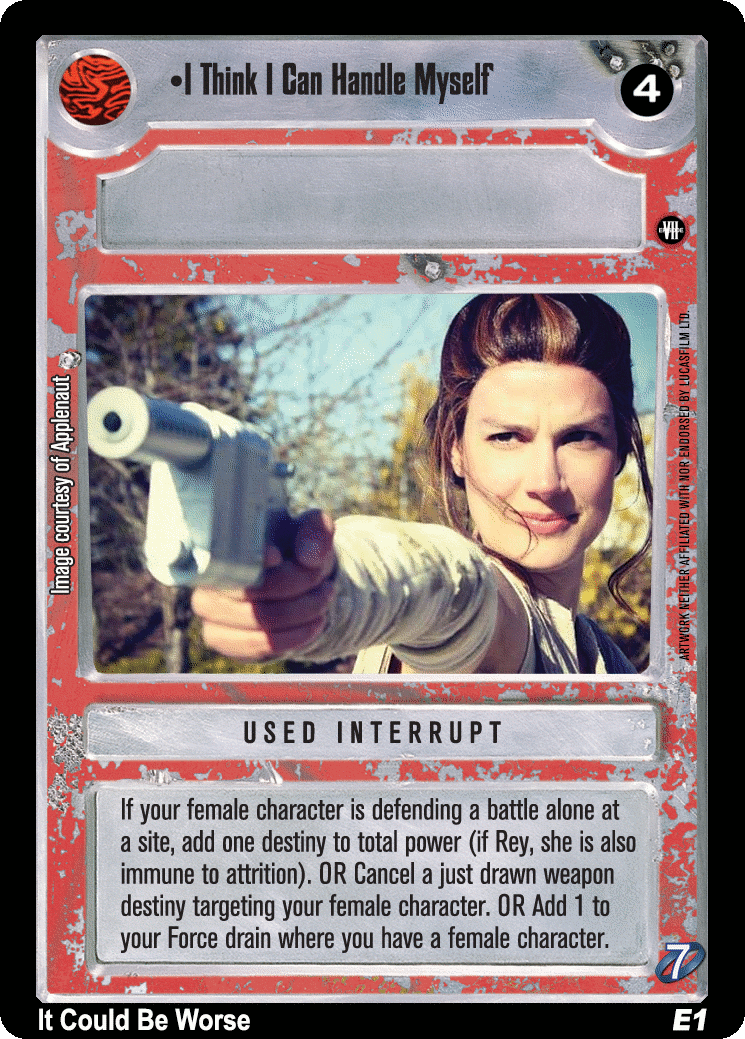 •I Think I Can Handle Myself
4
EPISODE
VII
Image courtesy of Applenaut
ARTWORK NEITHER AFFILIATED WITH NOR ENDORSED BY LUCASFILM LTD.
USED INTERRUPT
If your female character is defending a battle alone at
a site, add one destiny to total power (if Rey, she is also
immune to attrition). OR Cancel a just drawn weapon
destiny targeting your female character. OR Add 1 to
your Force drain where you have a female character.
7
It Could Be Worse
E1